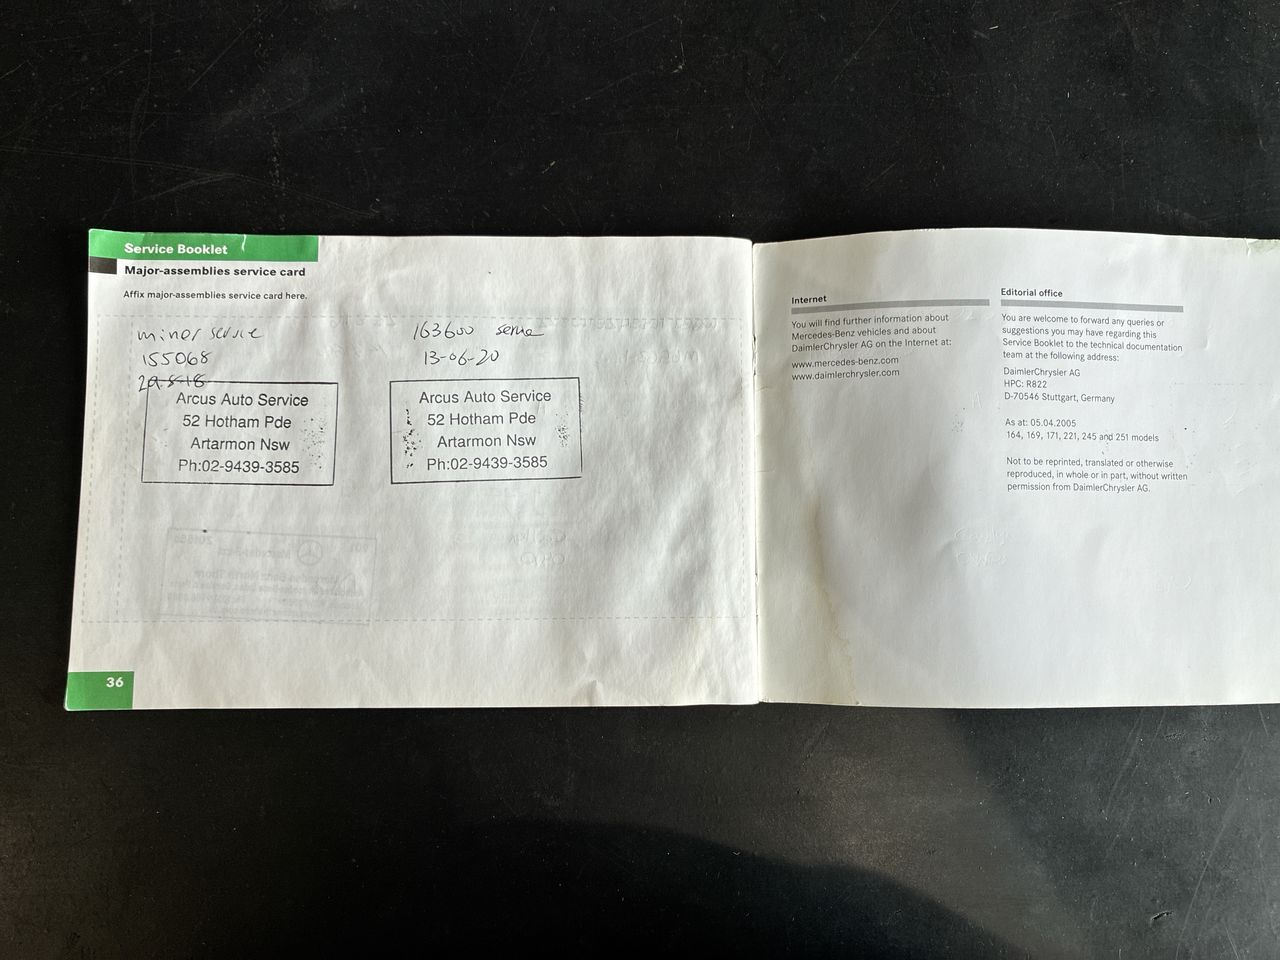 Service Booklet
Major-assemblies service card
Affix major-assemblies service card here.
minor service
155068
29.5.18
Arcus Auto Service
52 Hotham Pde
Artarmon Nsw
Ph:02-9439-3585
163600 service
13-06-20
Arcus Auto Service
52 Hotham Pde
Artarmon Nsw
Ph:02-9439-3585
36
Internet
You will find further information about
Mercedes-Benz vehicles and about
DaimlerChrysler AG on the Internet at:
www.mercedes-benz.com
www.daimlerchrysler.com
Editorial office
You are welcome to forward any queries or
suggestions you may have regarding this
Service Booklet to the technical documentation
team at the following address:
DaimlerChrysler AG
HPC: R822
D-70546 Stuttgart, Germany
As at: 05.04.2005
164, 169, 171, 221, 245 and 251 models
Not to be reprinted, translated or otherwise
reproduced, in whole or in part, without written
permission from DaimlerChrysler AG.